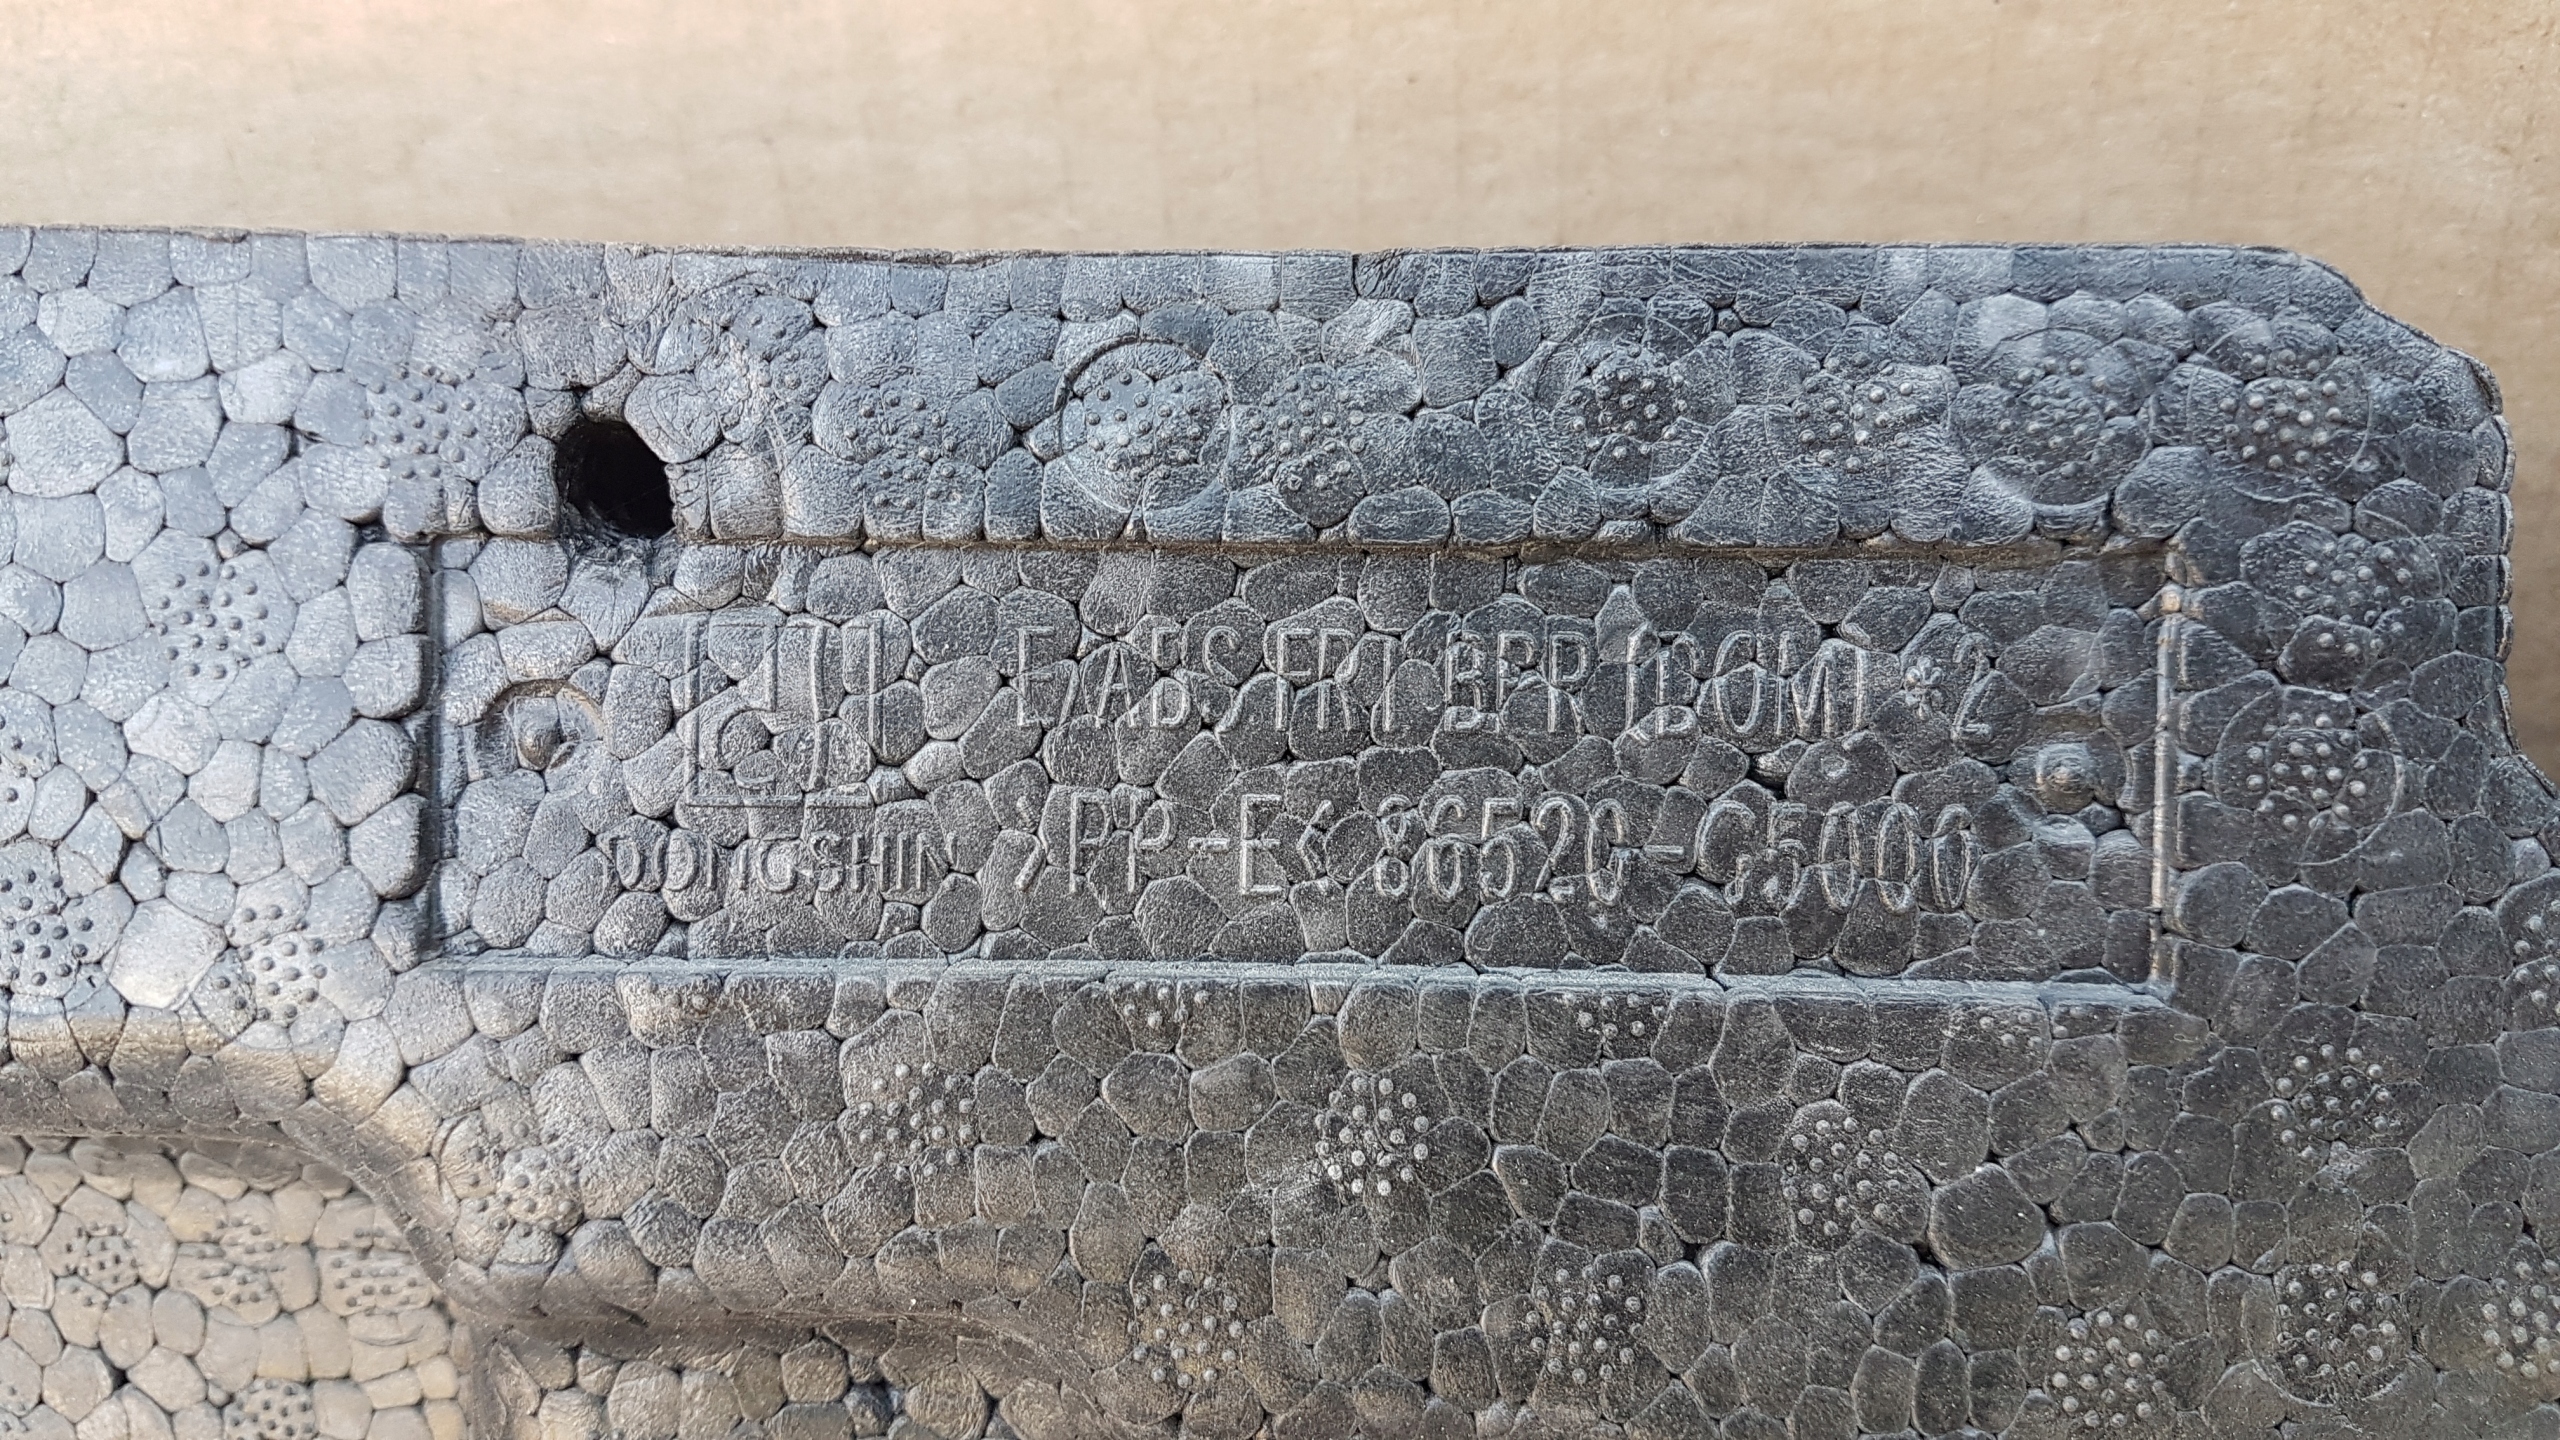 E/ABS FRT BPR (DOM) *2
DONGSHIN >PP-E< 86520-G5000